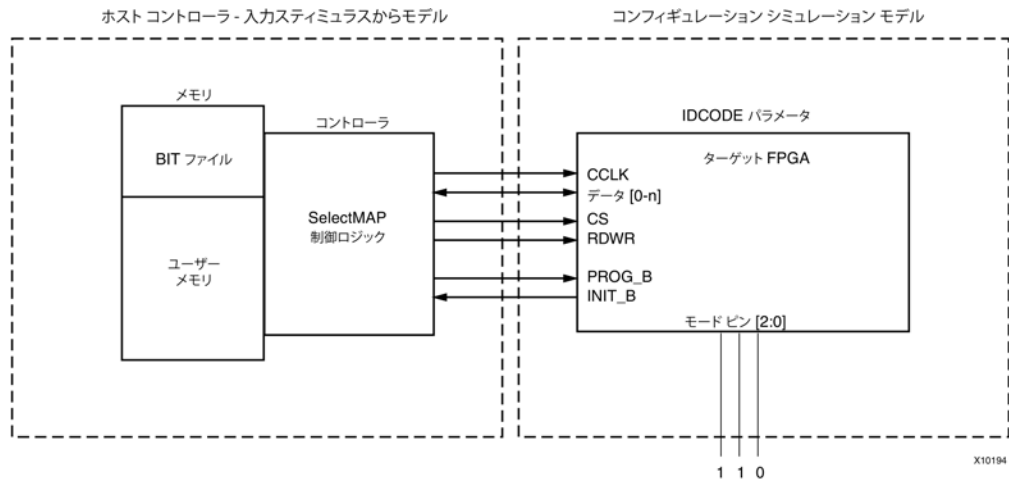 ホスト コントローラ - 入力スティミュラスからモデル
コンフィギュレーション シミュレーション モデル
メモリ
BIT ファイル
ユーザー
メモリ
コントローラ
SelectMAP
制御ロジック
IDCODE パラメータ
ターゲット FPGA
CCLK
データ [0-n]
CS
RDWR
PROG_B
INIT_B
モード ピン [2:0]
1 1 0
X10194